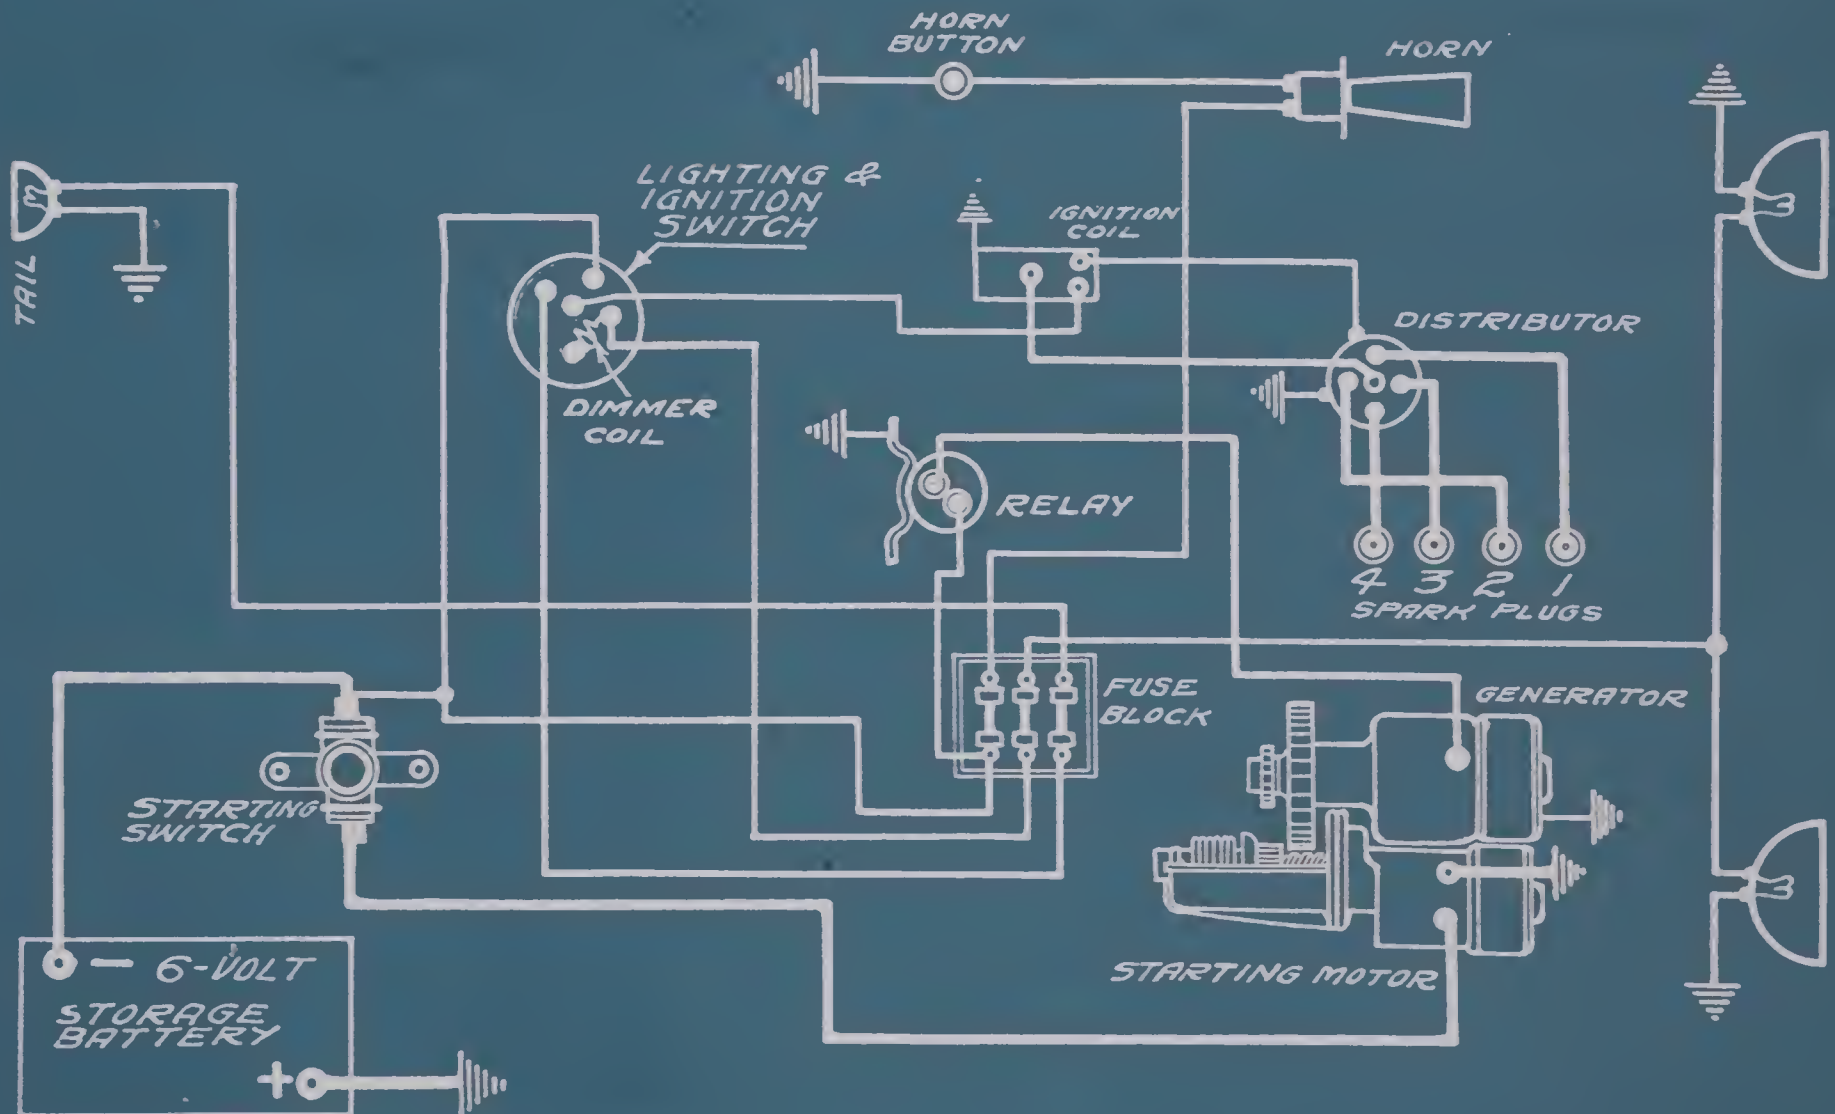 HORN
BUTTON
HORN
LIGHTING &
IGNITION
SWITCH
IGNITION
COIL
TAIL
DISTRIBUTOR
DIMMER
COIL
RELAY
4 3 2 1
SPARK PLUGS
FUSE
BLOCK
GENERATOR
STARTING
SWITCH
STARTING MOTOR
- 6-VOLT
STORAGE
BATTERY
+